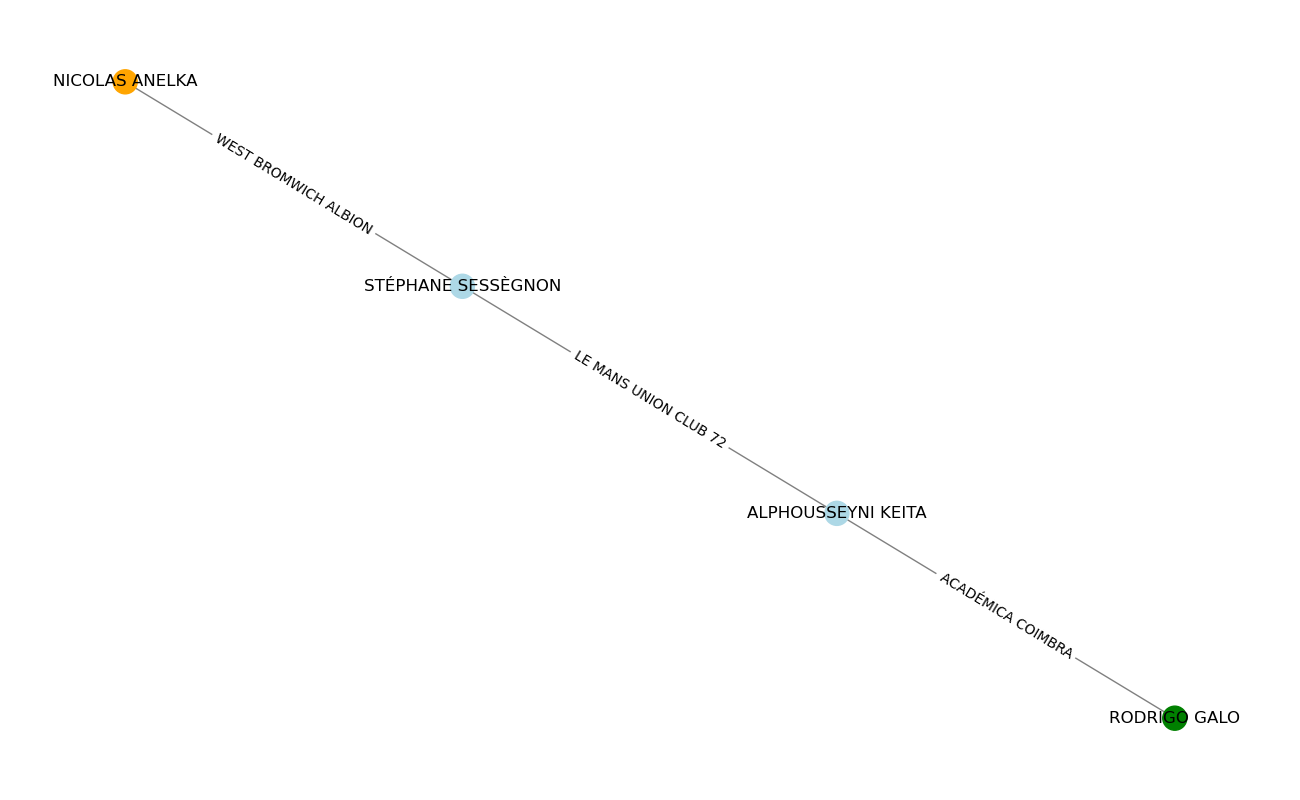 NICOLAS ANELKA
WEST BROMWICH ALBION
STÉPHANE SESSÈGNON
LE MANS UNION CLUB 72
ALPHOUSSEYNI KEITA
ACADÉMICA COIMBRA
RODRIGO GALO